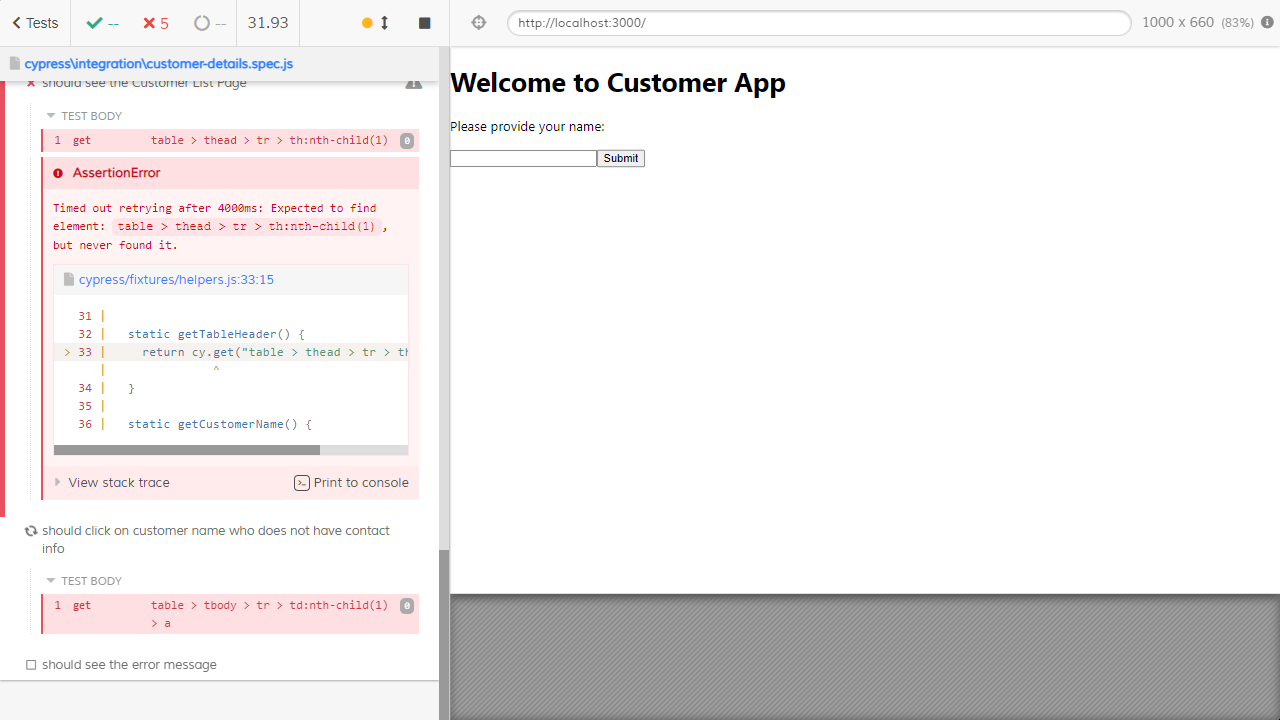 Tests
--
5
--
31.93
http://localhost:3000/
1000 x 660 (83%)
cypress\integration\customer-details.spec.js
should see the Customer List Page
TEST BODY
1 get table > thead > tr > th:nth-child(1) 0
AssertionError
Timed out retrying after 4000ms: Expected to find
element: table > thead > tr > th:nth-child(1) ,
but never found it.
cypress/fixtures/helpers.js:33:15
31 |
32 | static getTableHeader() {
> 33 | return cy.get("table > thead > tr > th
| ^
34 | }
35 |
36 | static getCustomerName() {
View stack trace
Print to console
should click on customer name who does not have contact
info
TEST BODY
1 get table > tbody > tr > td:nth-child(1) 0
> a
should see the error message
Welcome to Customer App
Please provide your name:
Submit